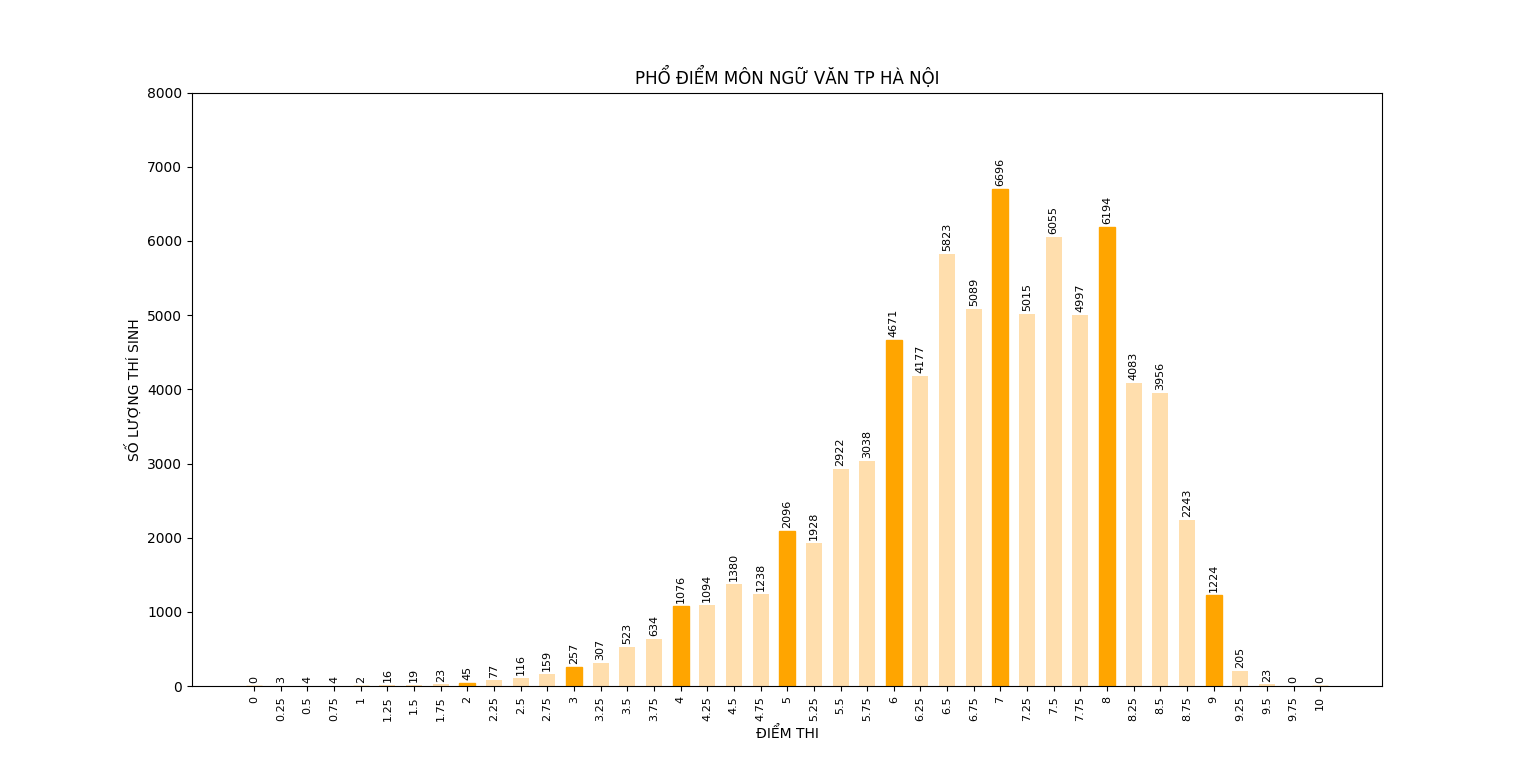 PHỔ ĐIỂM MÔN NGỮ VĂN TP HÀ NỘI
8000
7000
6000
5000
4000
3000
2000
1000
0
SỐ LƯỢNG THÍ SINH
0 3 4 4 2 16 19 23 45 77 116 159 257 307 523 634 1076 1094 1380 1238 2096 1928 2922 3038 4671 4177 5823 5089 6696 5015 6055 4997 6194 4083 3956 2243 1224 205 23 0 0
0 0.25 0.5 0.75 1 1.25 1.5 1.75 2 2.25 2.5 2.75 3 3.25 3.5 3.75 4 4.25 4.5 4.75 5 5.25 5.5 5.75 6 6.25 6.5 6.75 7 7.25 7.5 7.75 8 8.25 8.5 8.75 9 9.25 9.5 9.75 10
ĐIỂM THI